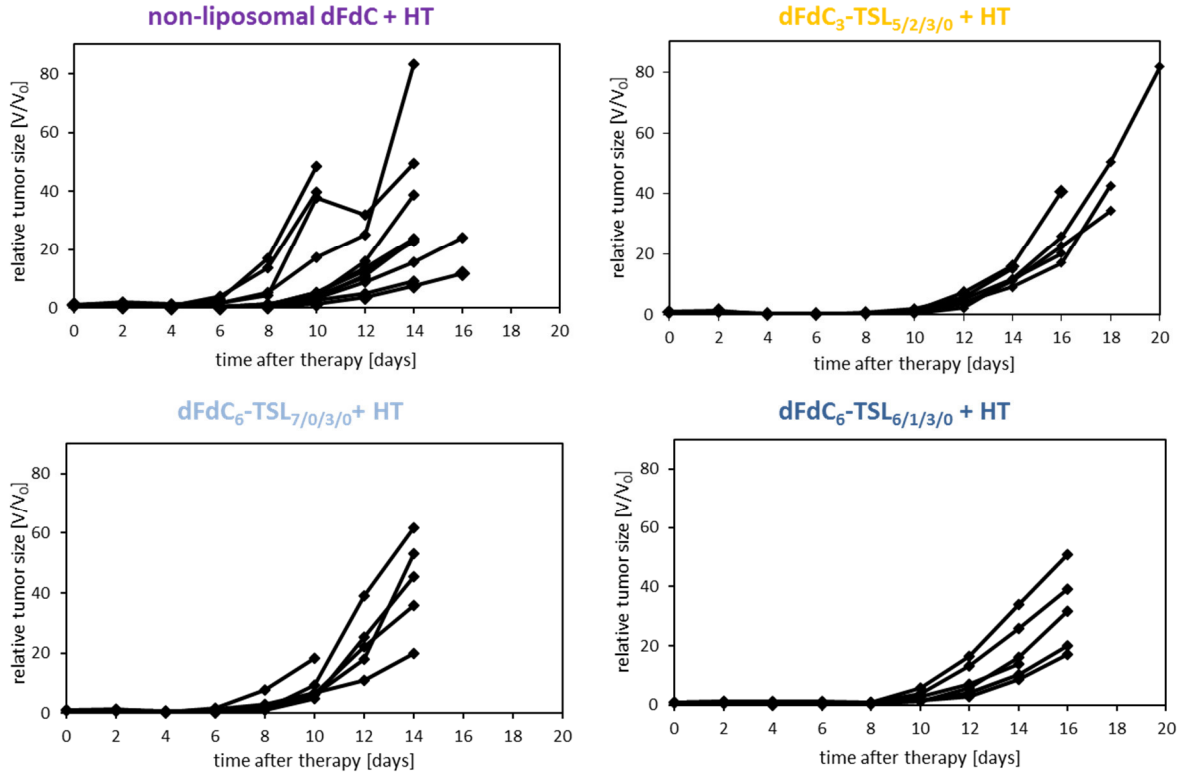 non-liposomal dFdC + HT
relative tumor size [V/V₀]
80
60
40
20
0
0 2 4 6 8 10 12 14 16 18 20
time after therapy [days]
dFdC₃-TSL₅/₂/₃/₀ + HT
relative tumor size [V/V₀]
80
60
40
20
0
0 2 4 6 8 10 12 14 16 18 20
time after therapy [days]
dFdC₆-TSL₇/₀/₃/₀+ HT
relative tumor size [V/V₀]
80
60
40
20
0
0 2 4 6 8 10 12 14 16 18 20
time after therapy [days]
dFdC₆-TSL₆/₁/₃/₀ + HT
relative tumor size [V/V₀]
80
60
40
20
0
0 2 4 6 8 10 12 14 16 18 20
time after therapy [days]